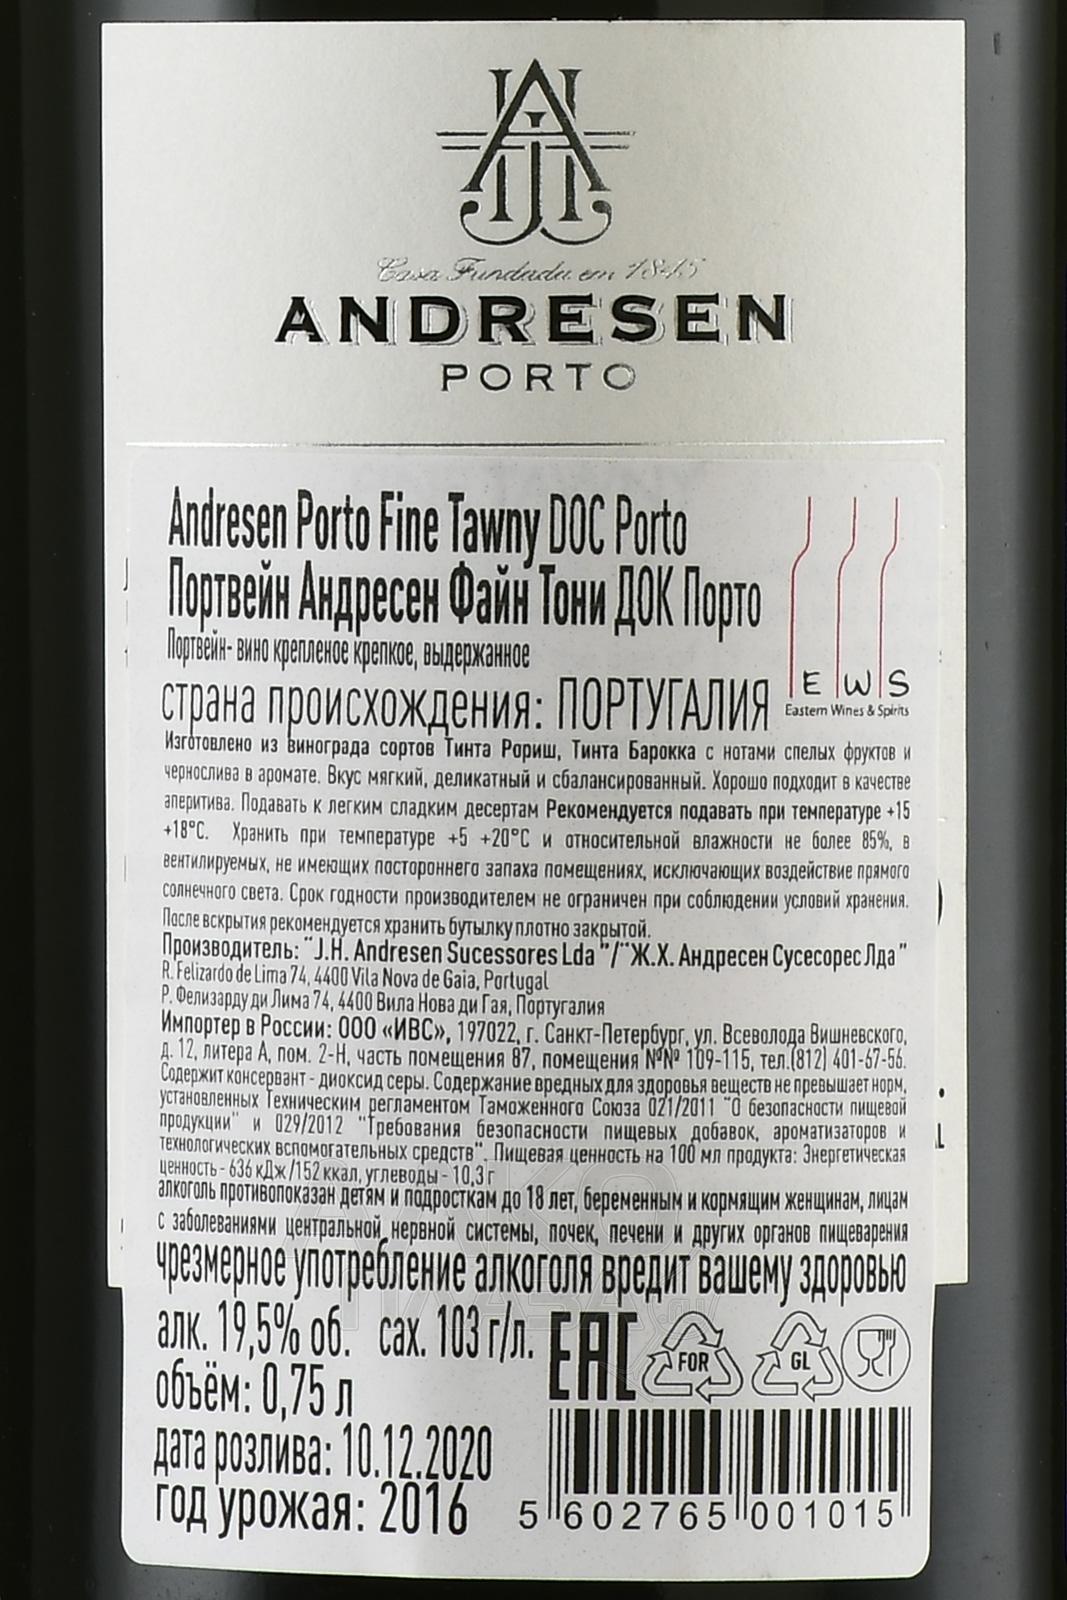 Casa Fundada em 1845
ANDRESEN
PORTO
Andresen Porto Fine Tawny DOC Porto
Портвейн Андресен Файн Тони ДОК Порто
Портвейн- вино крепленое крепкое, выдержанное
страна происхождения: ПОРТУГАЛИЯ
E W S
Eastern Wines & Spirits
Изготовлено из винограда сортов Тинта Рориш, Тинта Барокка с нотами спелых фруктов и
чернослива в аромате. Вкус мягкий, деликатный и сбалансированный. Хорошо подходит в качестве
аперитива. Подавать к легким сладким десертам Рекомендуется подавать при температуре +15
+18°С. Хранить при температуре +5 +20°С и относительной влажности не более 85%, в
вентилируемых, не имеющих постороннего запаха помещениях, исключающих воздействие прямого
солнечного света. Срок годности производителем не ограничен при соблюдении условий хранения.
После вскрытия рекомендуется хранить бутылку плотно закрытой.
Производитель: "J.H. Andresen Sucessores Lda "/"Ж.Х. Андресен Сусесорес Лда"
R. Felizardo de Lima 74, 4400 Vila Nova de Gaia, Portugal
Р. Фелизарду ди Лима 74, 4400 Вила Нова ди Гая, Португалия
Импортер в России: ООО «ИВС», 197022, г. Санкт-Петербург, ул. Всеволода Вишневского,
д. 12, литера А, пом. 2-Н, часть помещения 87, помещения №№ 109-115, тел.(812) 401-67-56.
Содержит консервант - диоксид серы. Содержание вредных для здоровья веществ не превышает норм,
установленных Техническим регламентом Таможенного Союза 021/2011 "О безопасности пищевой
продукции" и 029/2012 "Требования безопасности пищевых добавок, ароматизаторов и
технологических вспомогательных средств". Пищевая ценность на 100 мл продукта: Энергетическая
ценность - 636 кДж/152 ккал, углеводы - 10,3 г
алкоголь противопоказан детям и подросткам до 18 лет, беременным и кормящим женщинам, лицам
с заболеваниями центральной нервной системы, почек, печени и других органов пищеварения
чрезмерное употребление алкоголя вредит вашему здоровью
алк. 19,5% об. сах. 103 г/л.
EAC
FOR
GL
объём: 0,75 л
дата розлива: 10.12.2020
год урожая: 2016
5 602765 001015